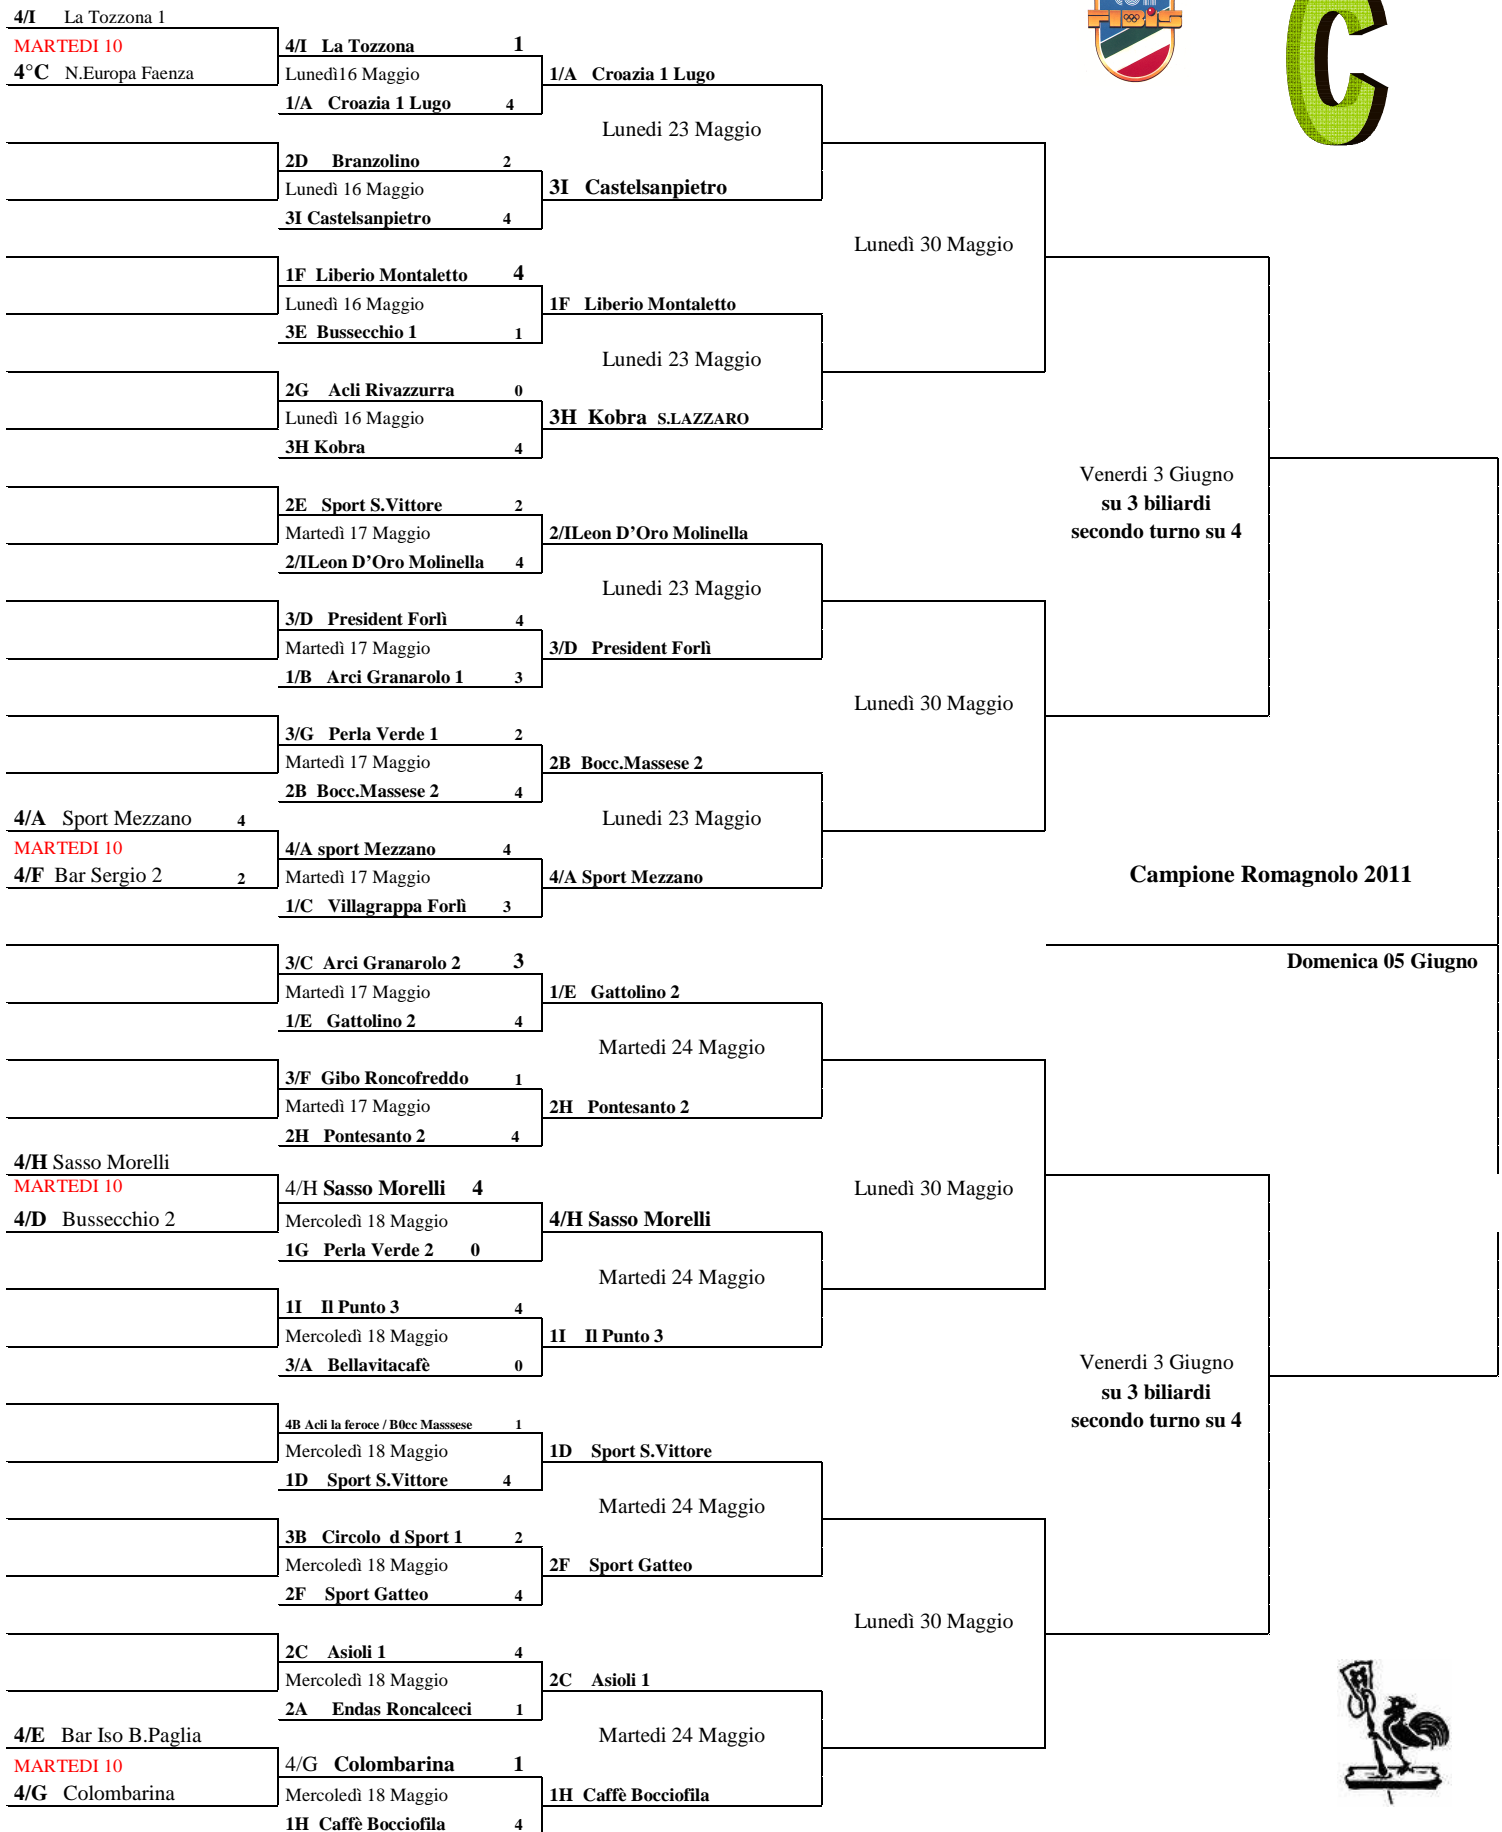 4/I La Tozzona 1
MARTEDI 10
4°C N.Europa Faenza
4/I La Tozzona 1
Lunedì16 Maggio
1/A Croazia 1 Lugo 4
1/A Croazia 1 Lugo
Lunedi 23 Maggio
2D Branzolino 2
Lunedì 16 Maggio
3I Castelsanpietro 4
3I Castelsanpietro
Lunedì 30 Maggio
1F Liberio Montaletto 4
Lunedì 16 Maggio
3E Bussecchio 1 1
1F Liberio Montaletto
Lunedi 23 Maggio
2G Acli Rivazzurra 0
Lunedì 16 Maggio
3H Kobra 4
3H Kobra S.LAZZARO
Venerdi 3 Giugno
su 3 biliardi
secondo turno su 4
2E Sport S.Vittore 2
Martedì 17 Maggio
2/ILeon D’Oro Molinella 4
2/ILeon D’Oro Molinella
Lunedi 23 Maggio
3/D President Forlì 4
Martedì 17 Maggio
1/B Arci Granarolo 1 3
3/D President Forlì
Lunedì 30 Maggio
3/G Perla Verde 1 2
Martedì 17 Maggio
2B Bocc.Massese 2 4
2B Bocc.Massese 2
Lunedi 23 Maggio
4/A Sport Mezzano 4
MARTEDI 10
4/F Bar Sergio 2 2
4/A sport Mezzano 4
Martedì 17 Maggio
1/C Villagrappa Forlì 3
4/A Sport Mezzano
Campione Romagnolo 2011
Domenica 05 Giugno
3/C Arci Granarolo 2 3
Martedì 17 Maggio
1/E Gattolino 2 4
1/E Gattolino 2
Martedi 24 Maggio
3/F Gibo Roncofreddo 1
Martedì 17 Maggio
2H Pontesanto 2 4
2H Pontesanto 2
4/H Sasso Morelli
MARTEDI 10
4/D Bussecchio 2
4/H Sasso Morelli 4
Mercoledì 18 Maggio
1G Perla Verde 2 0
4/H Sasso Morelli
Lunedì 30 Maggio
Martedi 24 Maggio
1I Il Punto 3 4
Mercoledì 18 Maggio
3/A Bellavitacafè 0
1I Il Punto 3
Venerdi 3 Giugno
su 3 biliardi
secondo turno su 4
4B Acli la feroce / B0cc Masssese 1
Mercoledì 18 Maggio
1D Sport S.Vittore 4
1D Sport S.Vittore
Martedi 24 Maggio
3B Circolo d Sport 1 2
Mercoledì 18 Maggio
2F Sport Gatteo 4
2F Sport Gatteo
Lunedì 30 Maggio
2C Asioli 1 4
Mercoledì 18 Maggio
2A Endas Roncalceci 1
2C Asioli 1
Martedi 24 Maggio
4/E Bar Iso B.Paglia
MARTEDI 10
4/G Colombarina
4/G Colombarina 1
Mercoledì 18 Maggio
1H Caffè Bocciofila 4
1H Caffè Bocciofila
FIBiS
C